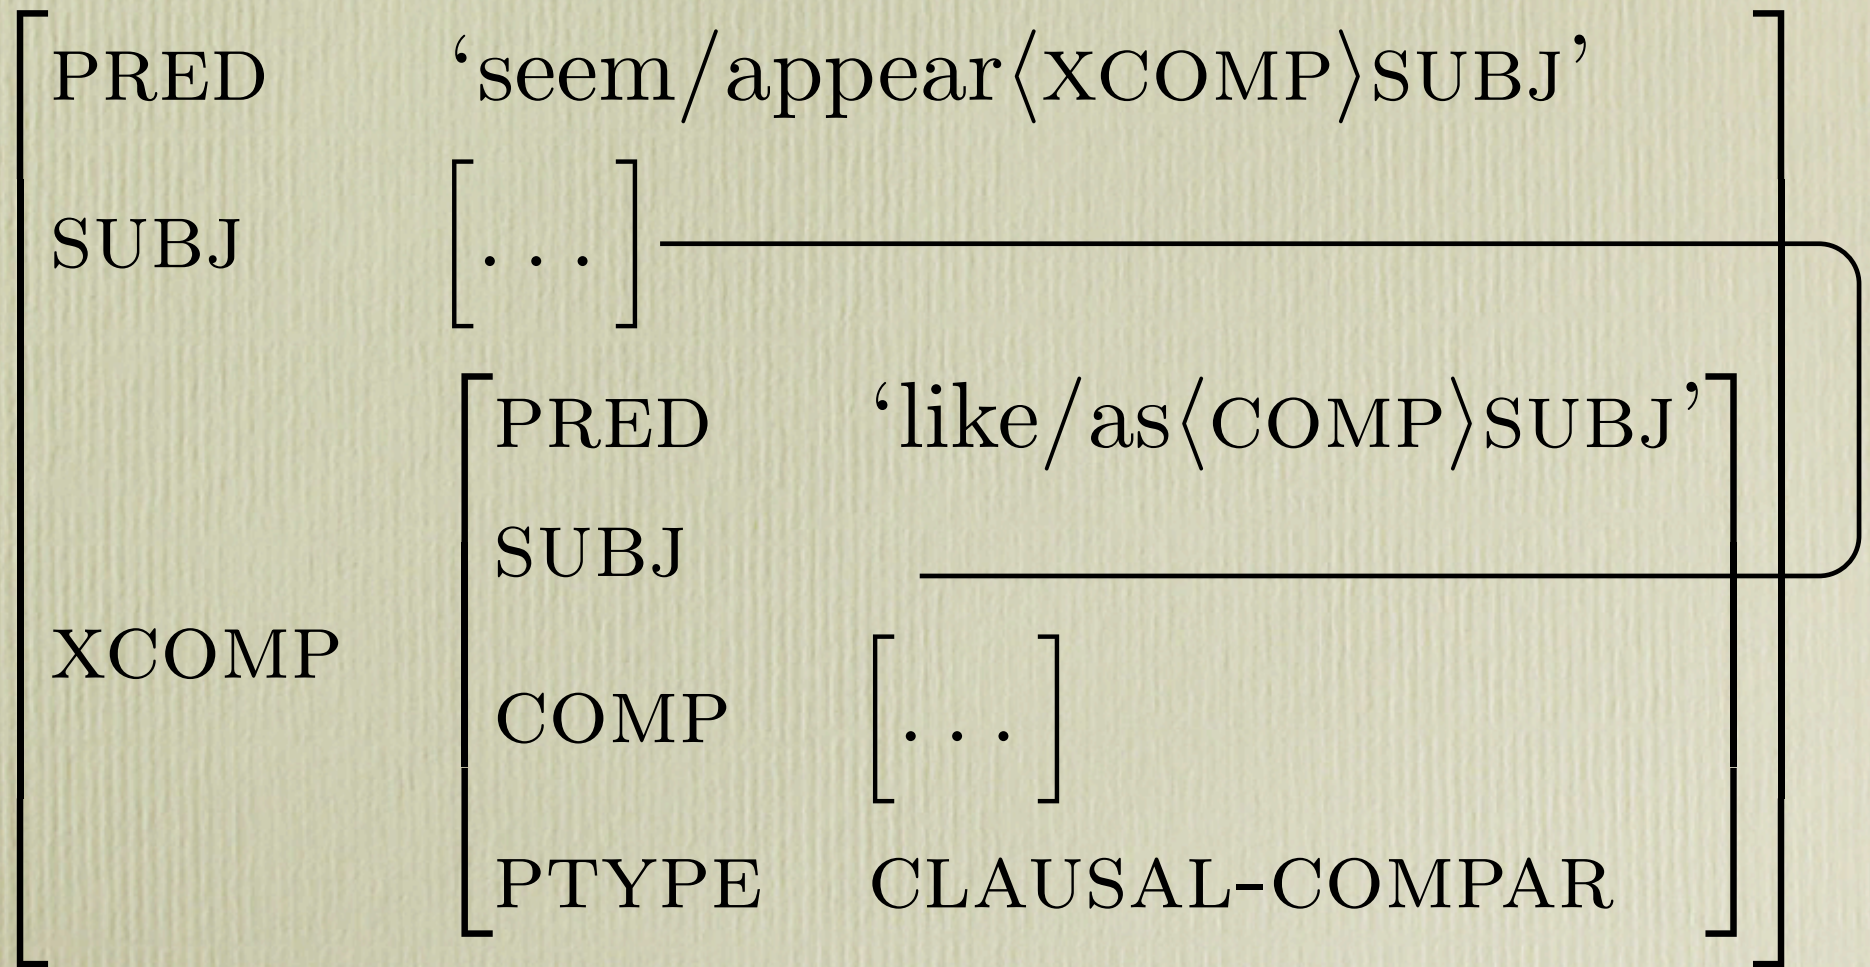 PRED ‘seem/appear⟨XCOMP⟩SUBJ’
SUBJ [. . .]
PRED ‘like/as⟨COMP⟩SUBJ’
SUBJ
XCOMP
COMP [. . .]
PTYPE CLAUSAL-COMPAR